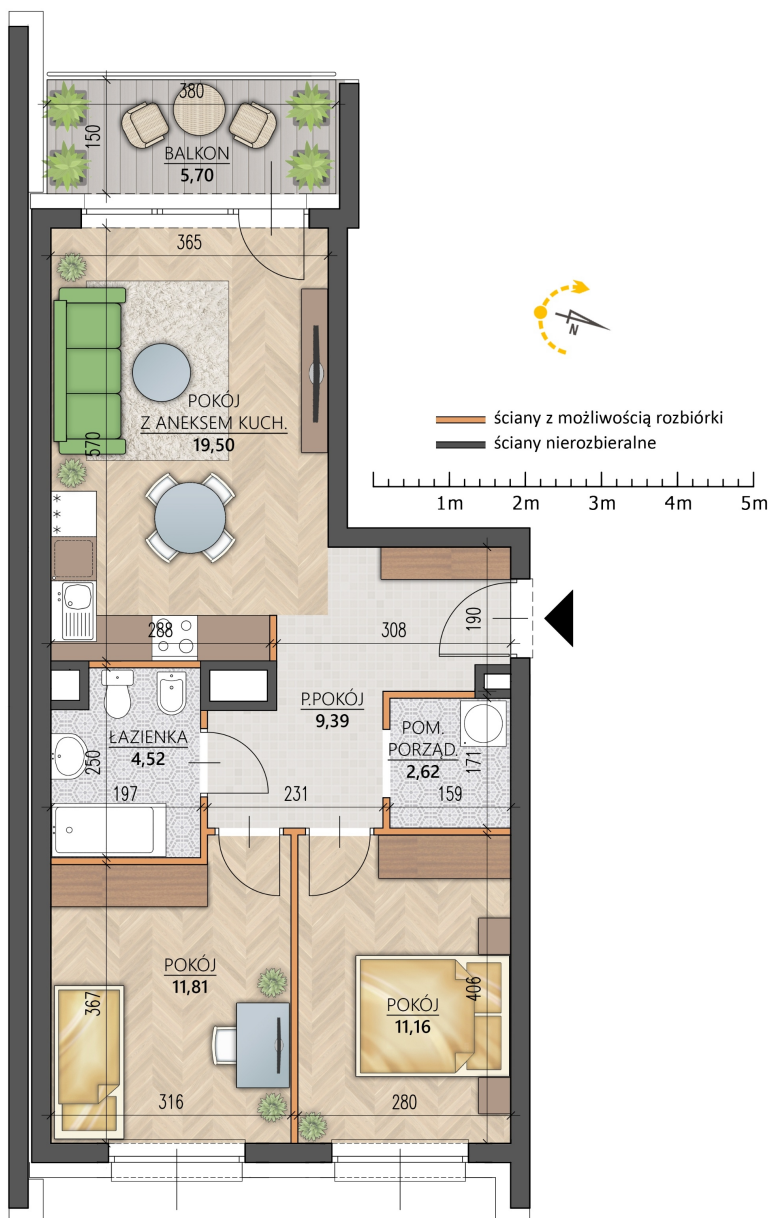 380
150
BALKON
5,70
365
POKÓJ
Z ANEKSEM KUCH.
19,50
570
N
ściany z możliwością rozbiórki
ściany nierozbieralne
1m 2m 3m 4m 5m
288
308
190
P.POKÓJ
9,39
ŁAZIENKA
4,52
250
197
POM.
PORZĄD.
2,62
171
231
159
POKÓJ
11,81
367
316
POKÓJ
11,16
406
280